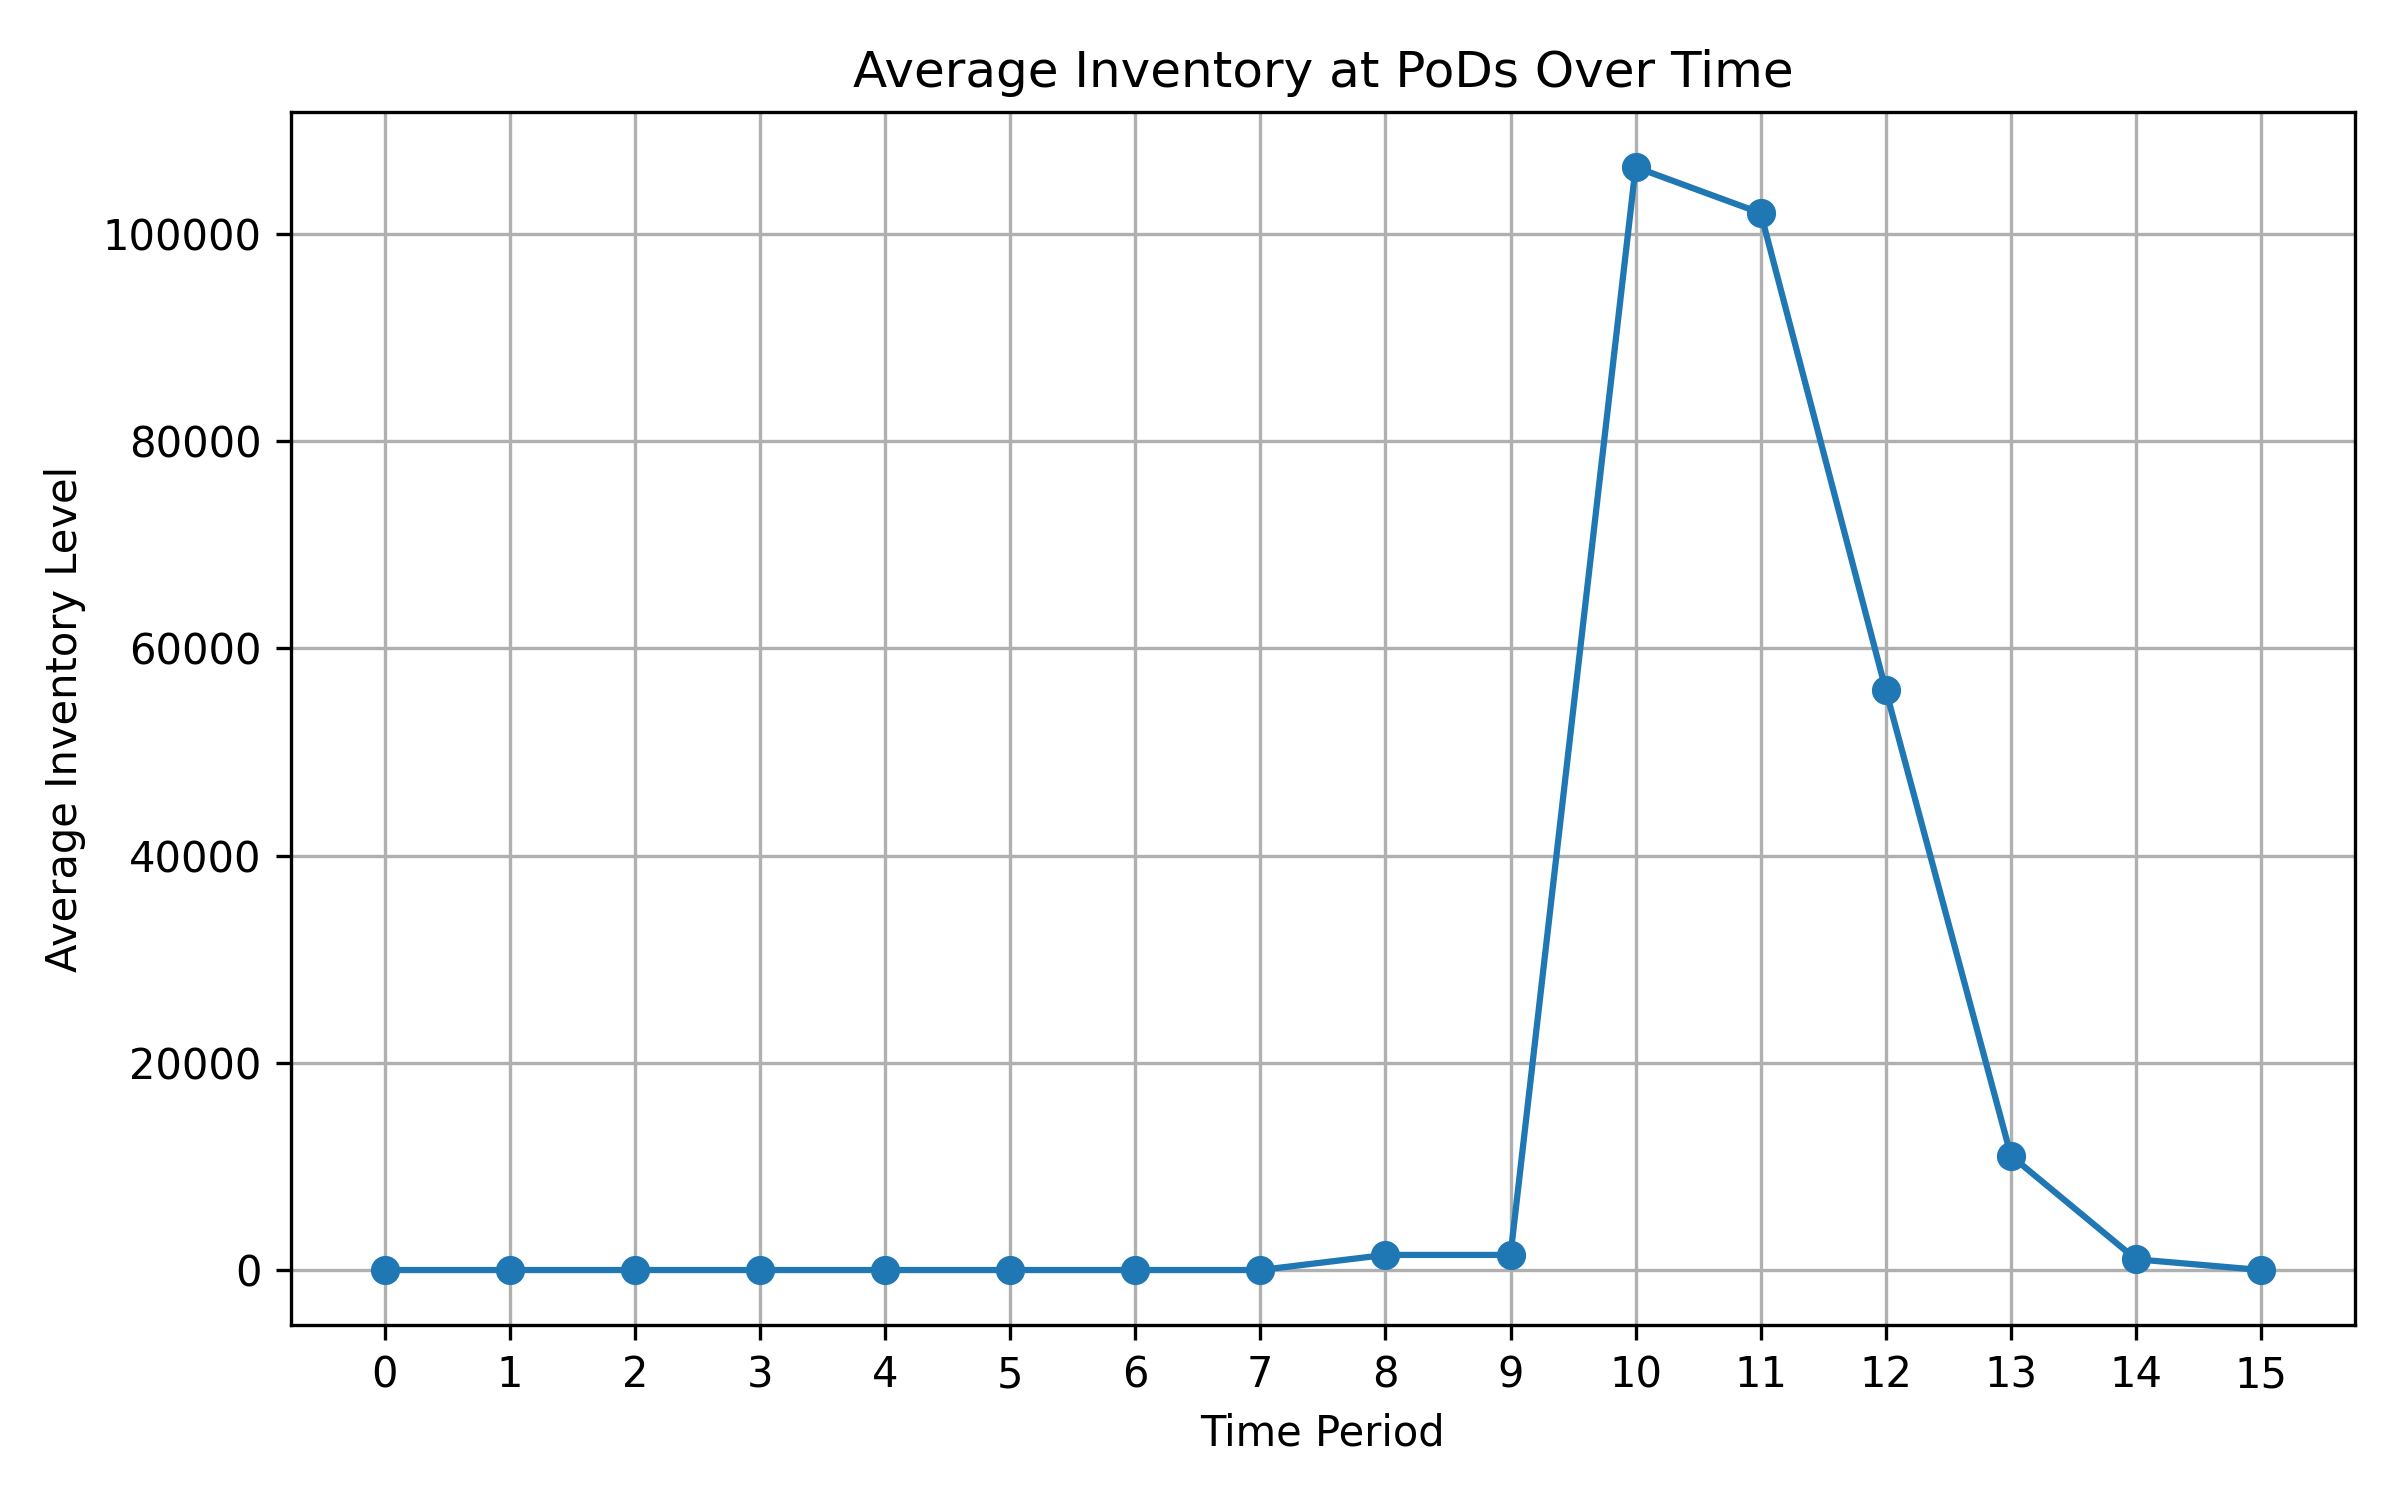 Average Inventory at PoDs Over Time
Average Inventory Level
100000
80000
60000
40000
20000
0
0 1 2 3 4 5 6 7 8 9 10 11 12 13 14 15
Time Period